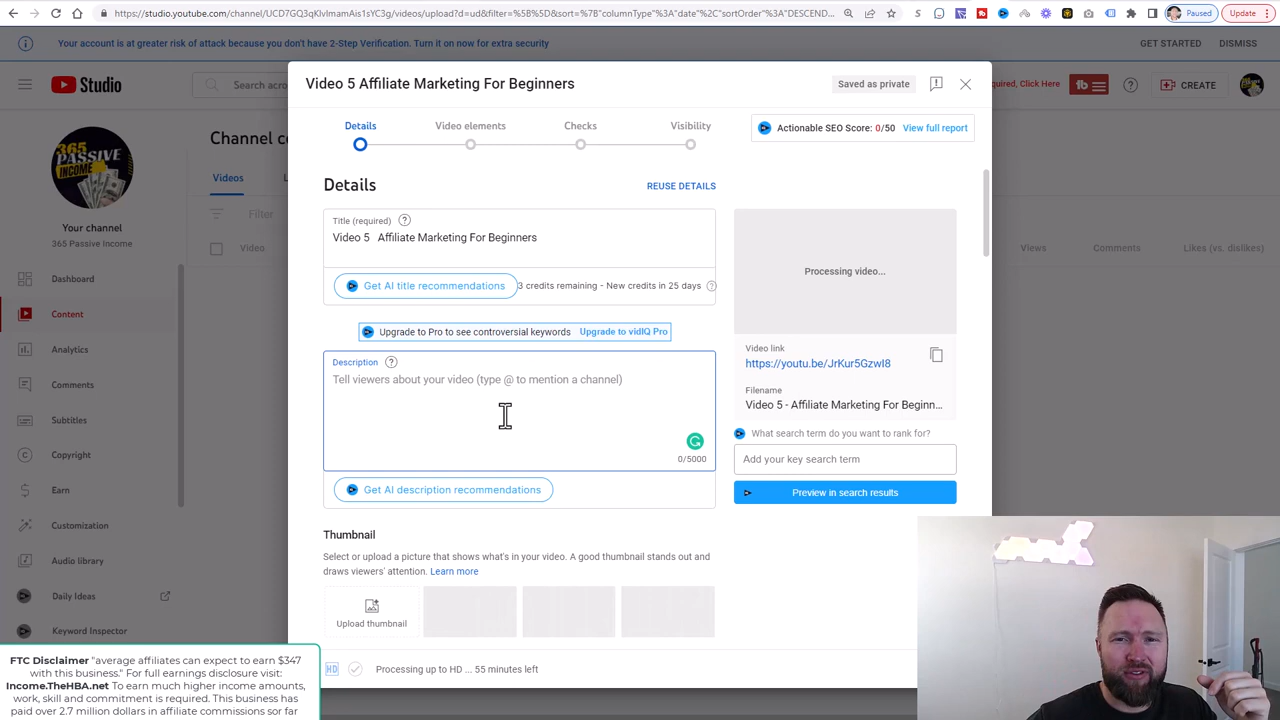 https://studio.youtube.com/channel/UCD7GQ3qKIvImamAis1sYC3g/videos/upload?d=ud&filter=%5B%5D&sort=%7B"columnType"%3A"date"%2C"sortOrder"%3A"DESCEND...
Paused
Update
Your account is at greater risk of attack because you don't have 2-Step Verification. Turn it on now for extra security
GET STARTED
DISMISS
Studio
Search acro
quired, Click Here
tb
CREATE
Video 5 Affiliate Marketing For Beginners
Saved as private
Details
Video elements
Checks
Visibility
Actionable SEO Score: 0/50
View full report
365
PASSIVE
INCOME
Your channel
365 Passive Income
Dashboard
Content
Analytics
Comments
Subtitles
Copyright
Earn
Customization
Audio library
Daily Ideas
Keyword Inspector
Channel co
Videos
L
Filter
Video
Views
Comments
Likes (vs. dislikes)
Details
REUSE DETAILS
Title (required)
Video 5 Affiliate Marketing For Beginners
Get AI title recommendations
3 credits remaining - New credits in 25 days
Upgrade to Pro to see controversial keywords
Upgrade to vidIQ Pro
Description
Tell viewers about your video (type @ to mention a channel)
0/5000
Get AI description recommendations
Thumbnail
Select or upload a picture that shows what's in your video. A good thumbnail stands out and
draws viewers' attention. Learn more
Upload thumbnail
HD
Processing up to HD ... 55 minutes left
Processing video...
Video link
https://youtu.be/JrKur5GzwI8
Filename
Video 5 - Affiliate Marketing For Beginn...
What search term do you want to rank for?
Add your key search term
Preview in search results
FTC Disclaimer "average affiliates can expect to earn $347
with this business." For full earnings disclosure visit:
Income.TheHBA.net To earn much higher income amounts,
work, skill and commitment is required. This business has
paid over 2.7 million dollars in affiliate commissions sor far